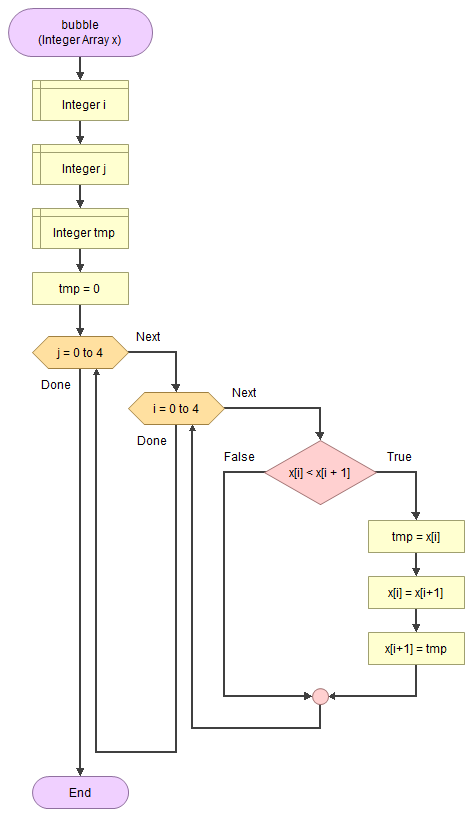 bubble
(Integer Array x)
Integer i
Integer j
Integer tmp
tmp = 0
j = 0 to 4
Next
Done
i = 0 to 4
Next
Done
x[i] < x[i + 1]
False
True
tmp = x[i]
x[i] = x[i+1]
x[i+1] = tmp
End